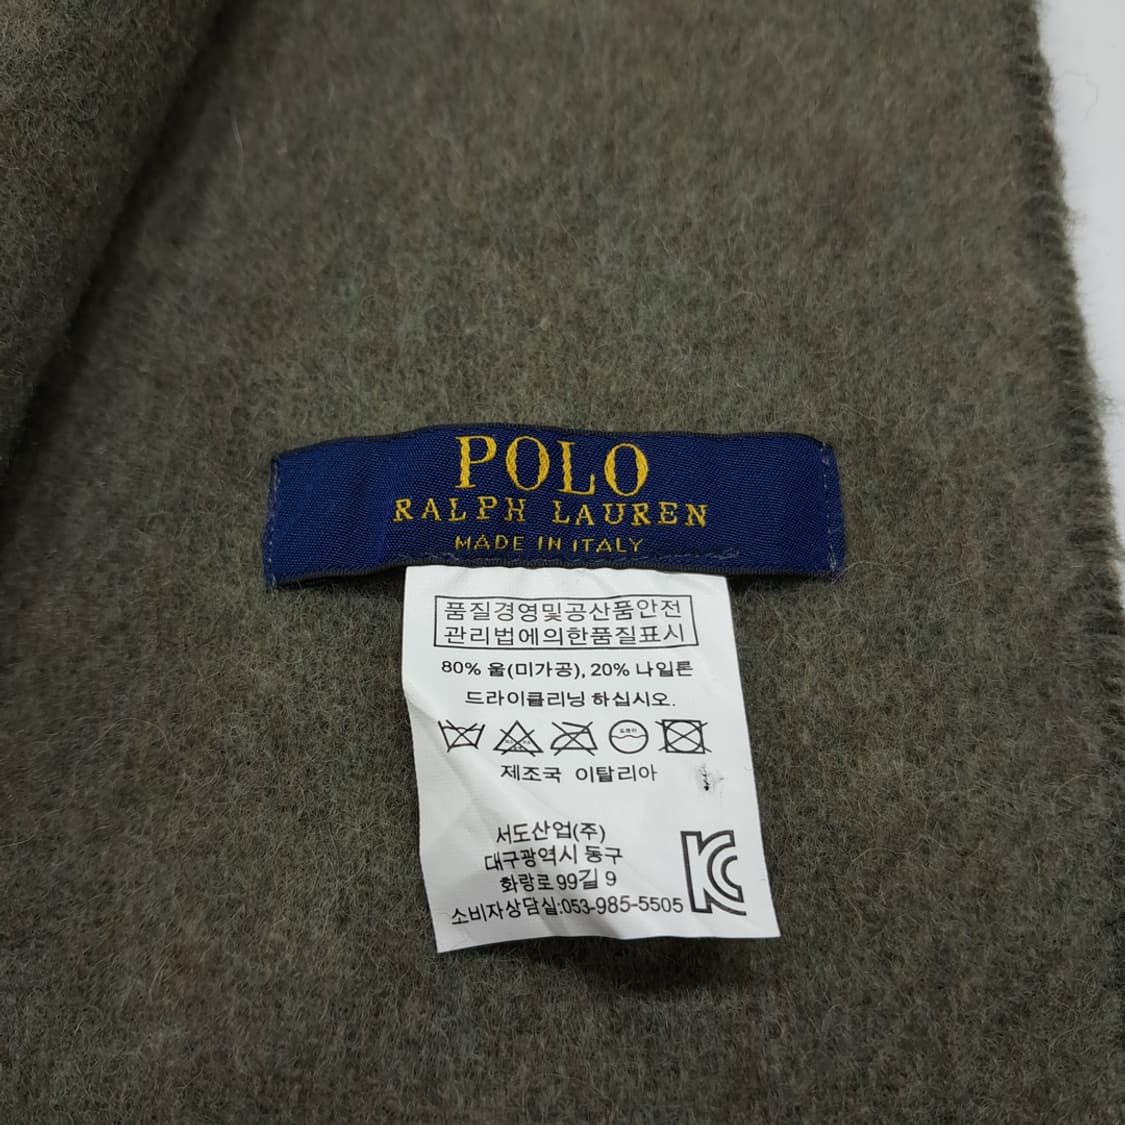 POLO
RALPH LAUREN
MADE IN ITALY
품질경영및공산품안전
관리법에의한품질표시
80% 울(미가공), 20% 나일론
드라이클리닝 하십시오.
제조국 이탈리아
서도산업(주)
대구광역시 동구
화랑로 99길 9
소비자상담실:053-985-5505